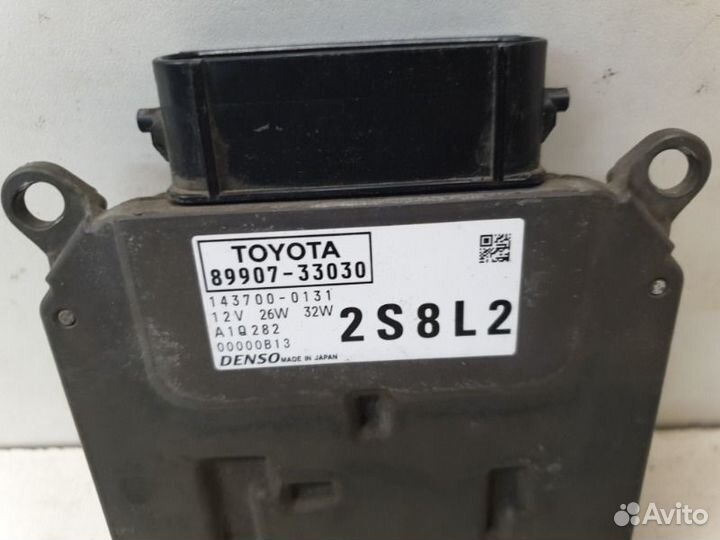 TOYOTA
89907-33030
143700-0131
12V 26W 32W
A1Q282
00000B13
DENSO MADE IN JAPAN
2S8L2
Avito